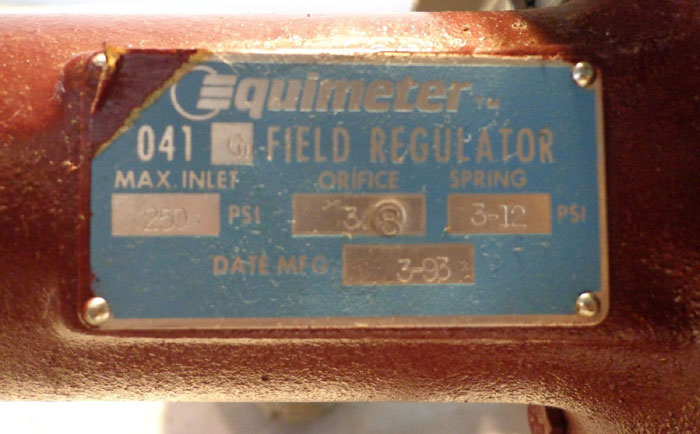 equimeter TM
041 FIELD REGULATOR
MAX. INLET ORIFICE SPRING
250 PSI 3/8 3-12 PSI
DATE MFG 3-93